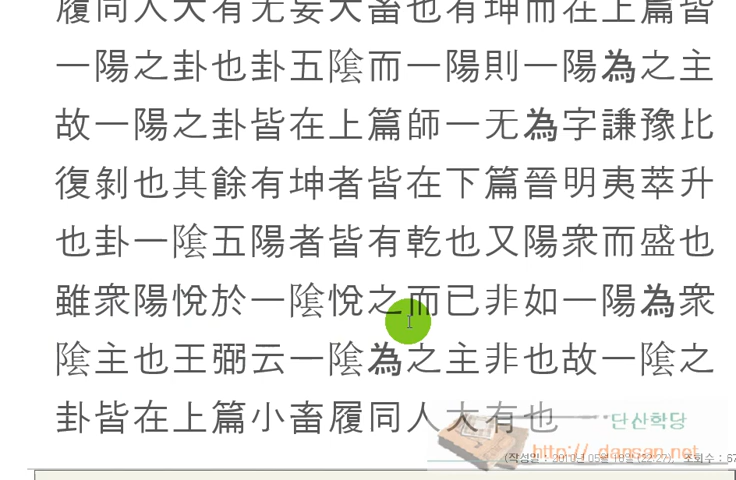 履同人大有无妄大畜也有坤而在上篇皆
一陽之卦也卦五陰而一陽則一陽為之主
故一陽之卦皆在上篇師一无為字謙豫比
復剝也其餘有坤者皆在下篇晉明夷萃升
也卦一陰五陽者皆有乾也又陽衆而盛也
雖衆陽悅於一陰悅之而已非如一陽為衆
陰主也王弼云一陰為之主非也故一陰之
卦皆在上篇小畜履同人大有也
단산학당
http://dansan.net